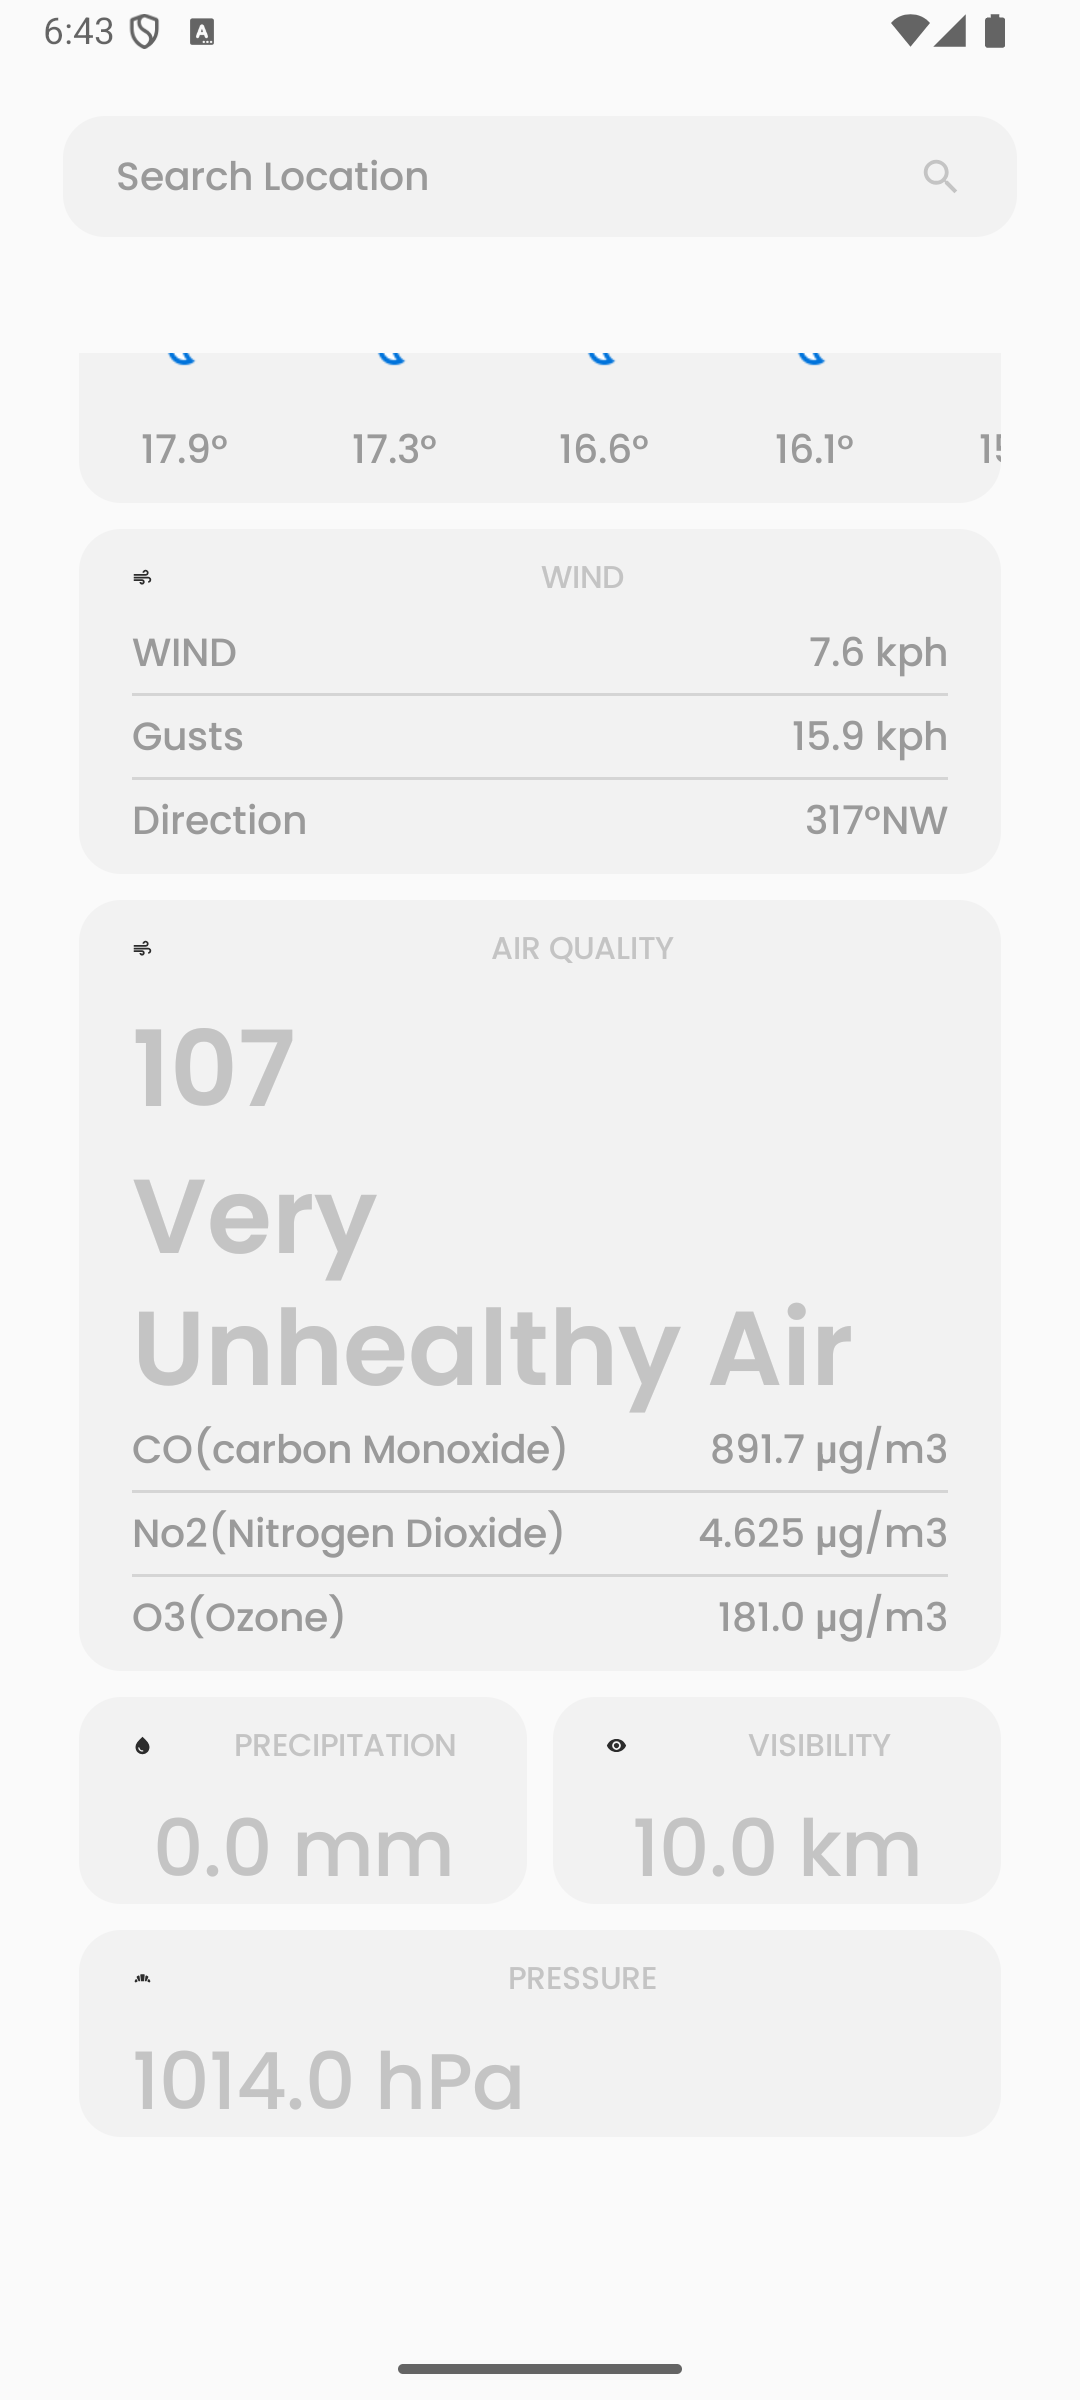 6:43
Search Location
17.9° 17.3° 16.6° 16.1°
WIND
WIND 7.6 kph
Gusts 15.9 kph
Direction 317°NW
AIR QUALITY
107
Very
Unhealthy Air
CO(carbon Monoxide) 891.7 µg/m3
No2(Nitrogen Dioxide) 4.625 µg/m3
O3(Ozone) 181.0 µg/m3
PRECIPITATION VISIBILITY
0.0 mm 10.0 km
PRESSURE
1014.0 hPa